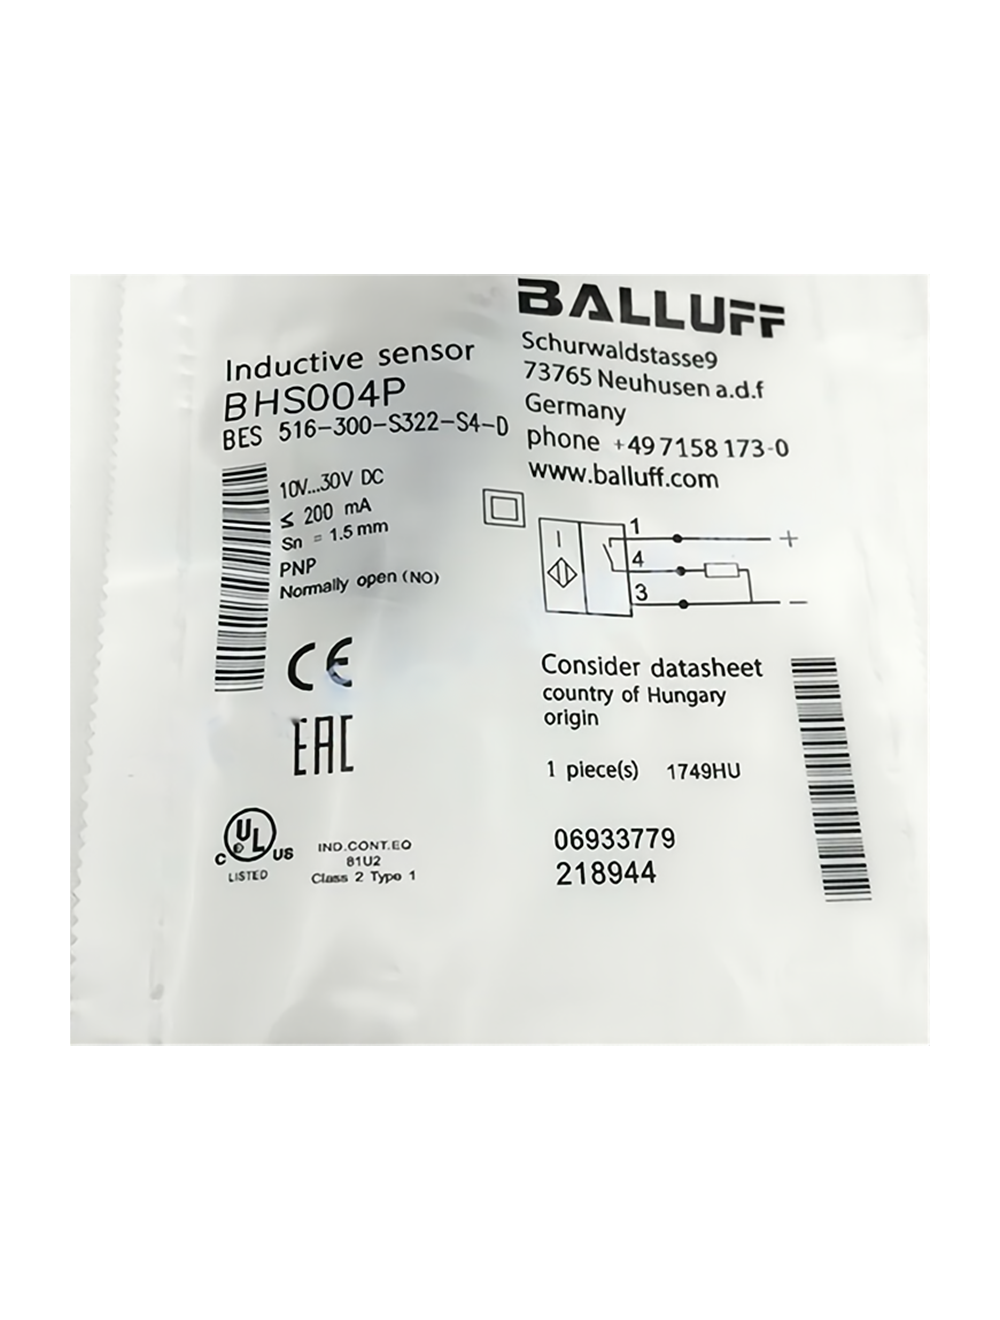 BALLUFF
Schurwaldstasse9
73765 Neuhusen a.d.f
Germany
phone +49 7158 173-0
www.balluff.com
Inductive sensor
BHS004P
BES 516-300-S322-S4-D
10V...30V DC
≤ 200 mA
Sn = 1.5 mm
PNP
Normally open (NO)
1
+
4
3
-
CE
EAC
Consider datasheet
country of Hungary
origin
1 piece(s) 1749HU
06933779
218944
C UL US
LISTED
IND.CONT.EQ
81U2
Class 2 Type 1